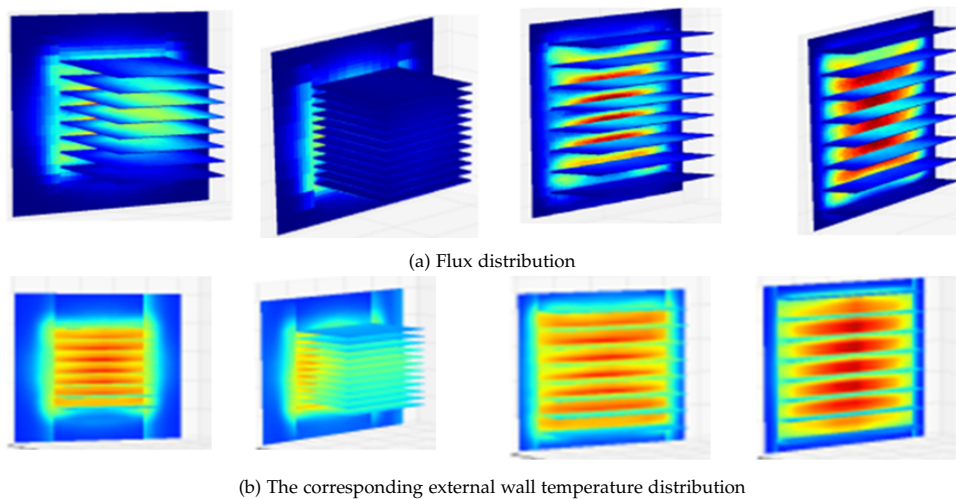 (a) Flux distribution
(b) The corresponding external wall temperature distribution